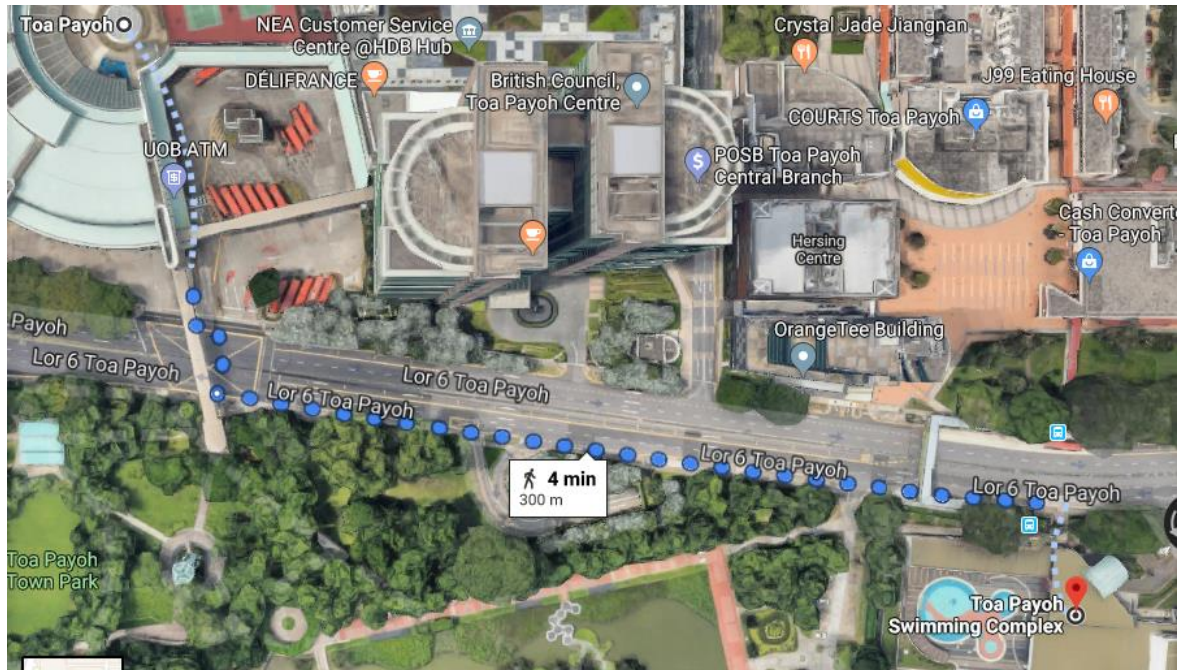 Toa Payoh
NEA Customer Service
Centre @HDB Hub
DÉLIFRANCE
British Council,
Toa Payoh Centre
Crystal Jade Jiangnan
J99 Eating House
COURTS Toa Payoh
UOB ATM
POSB Toa Payoh
Central Branch
Cash Converte
- Toa Payoh
Hersing
Centre
OrangeTee Building
Payoh
Lor 6 Toa Payoh
Lor 6 Toa Payoh
Lor 6 Toa Payoh
Lor 6 Toa Payoh
Lor 6 Toa Payoh
4 min
300 m
Toa Payoh
Town Park
Toa Payoh
Swimming Complex